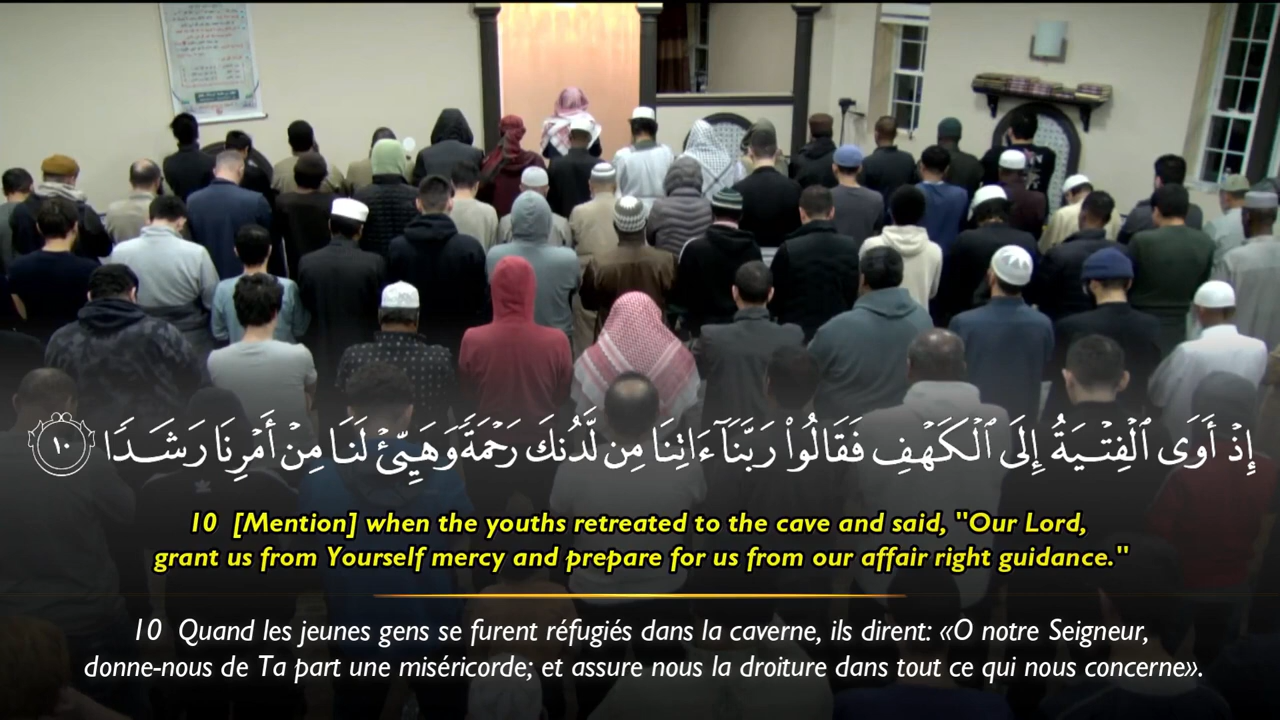 إِذْ أَوَى ٱلْفِتْيَةُ إِلَى ٱلْكَهْفِ فَقَالُوا۟ رَبَّنَآ ءَاتِنَا مِن لَّدُنكَ رَحْمَةً وَهَيِّئْ لَنَا مِنْ أَمْرِنَا رَشَدًا ١٠
10 [Mention] when the youths retreated to the cave and said, "Our Lord,
grant us from Yourself mercy and prepare for us from our affair right guidance."
10 Quand les jeunes gens se furent réfugiés dans la caverne, ils dirent: «O notre Seigneur,
donne-nous de Ta part une miséricorde; et assure nous la droiture dans tout ce qui nous concerne».